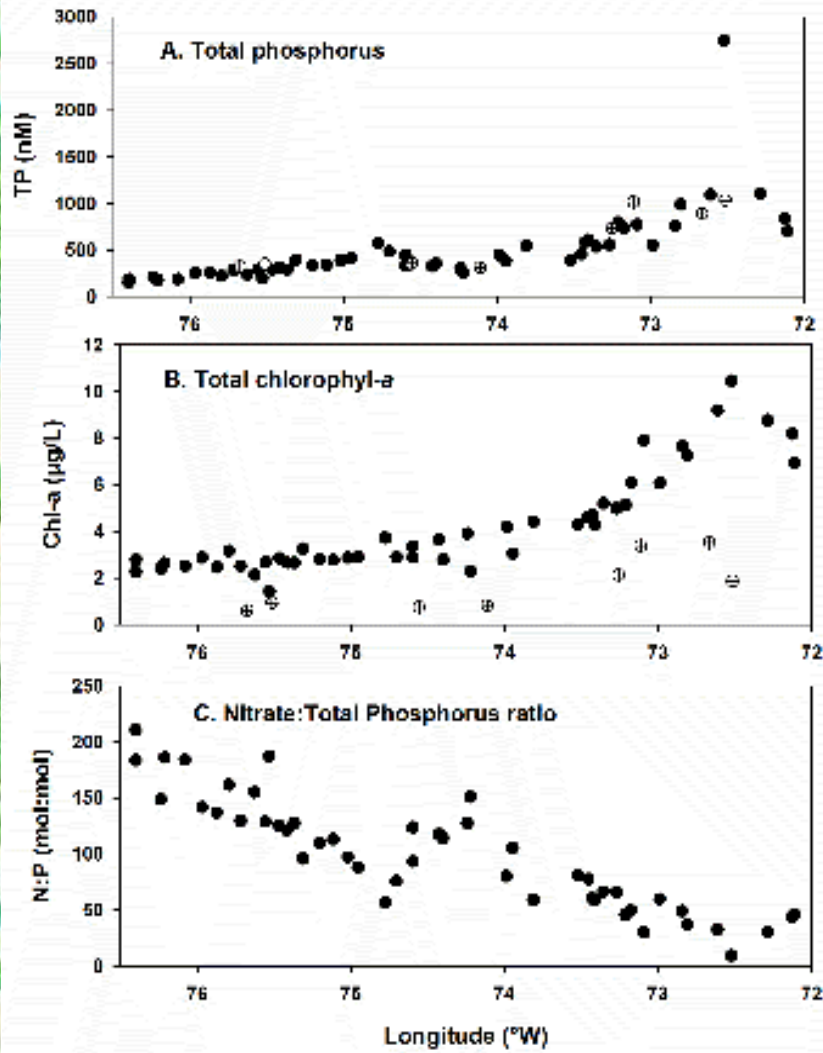 A. Total phosphorus
TP (nM)
3000
2500
2000
1500
1000
500
0
76 75 74 73 72
B. Total chlorophyl-a
Chl-a (µg/L)
12
10
8
6
4
2
0
76 75 74 73 72
C. Nitrate:Total Phosphorus ratio
N:P (mol:mol)
250
200
150
100
50
0
76 75 74 73 72
Longitude (°W)